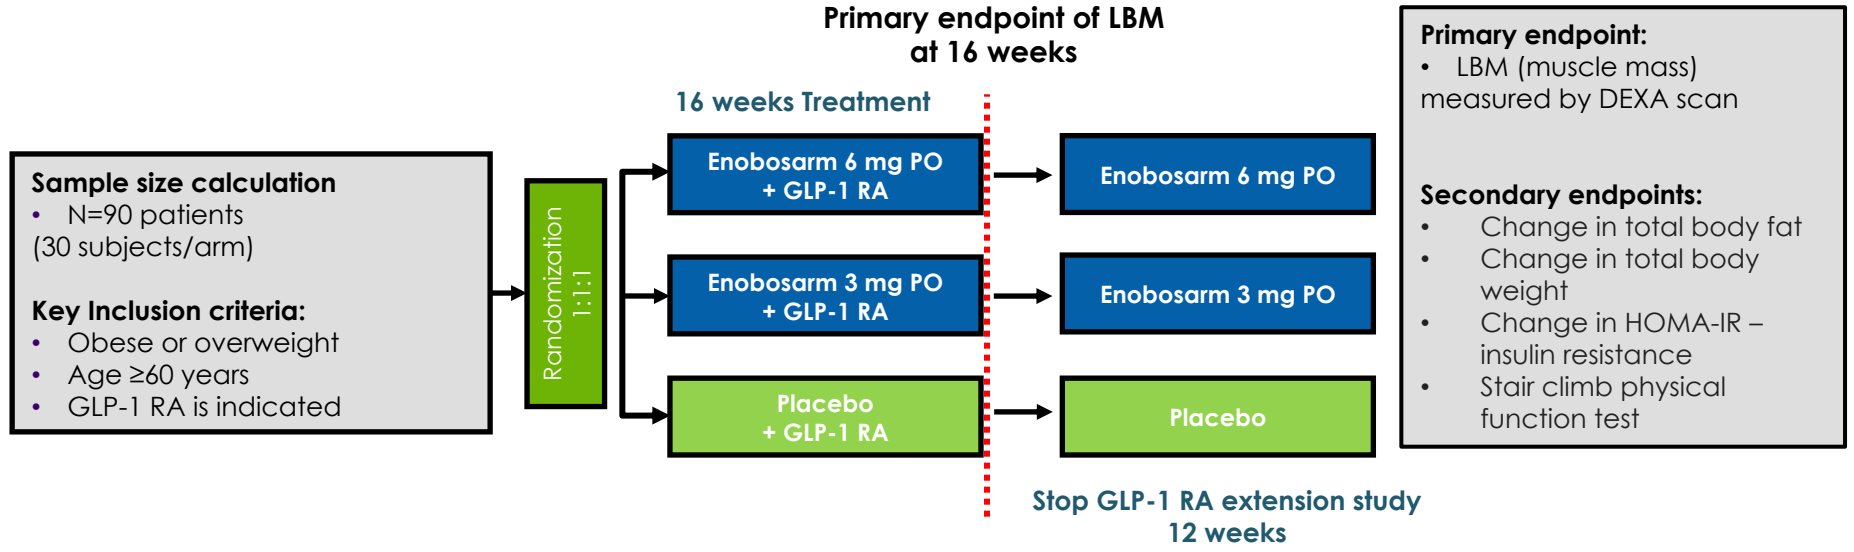 Primary endpoint of LBM
at 16 weeks
Sample size calculation
• N=90 patients
(30 subjects/arm)
Key Inclusion criteria:
• Obese or overweight
• Age ≥60 years
• GLP-1 RA is indicated
Randomization
1:1:1
16 weeks Treatment
Enobosarm 6 mg PO
+ GLP-1 RA
Enobosarm 6 mg PO
Enobosarm 3 mg PO
+ GLP-1 RA
Enobosarm 3 mg PO
Placebo
+ GLP-1 RA
Placebo
Stop GLP-1 RA extension study
12 weeks
Primary endpoint:
• LBM (muscle mass)
measured by DEXA scan
Secondary endpoints:
• Change in total body fat
• Change in total body
weight
• Change in HOMA-IR –
insulin resistance
• Stair climb physical
function test